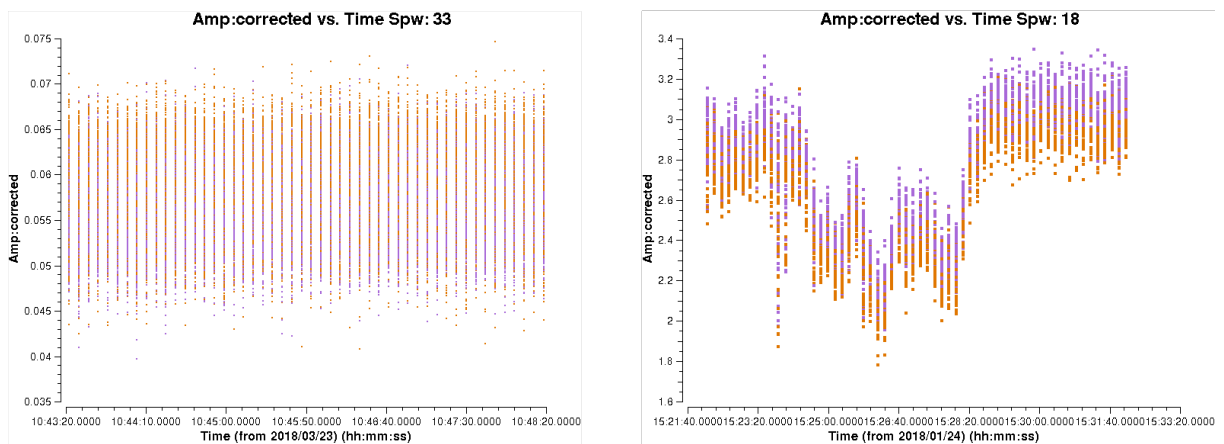 Amp:corrected vs. Time Spw: 33
0.075
0.07
0.065
0.06
0.055
0.05
0.045
0.04
0.035
Amp:corrected
10:43:20.0000 10:44:10.0000 10:45:00.0000 10:45:50.0000 10:46:40.0000 10:47:30.0000 10:48:20.0000
Time (from 2018/03/23) (hh:mm:ss)
Amp:corrected vs. Time Spw: 18
3.4
3.2
3
2.8
2.6
2.4
2.2
2
1.8
1.6
Amp:corrected
15:21:40.0000 15:23:20.0000 15:25:00.0000 15:26:40.0000 15:28:20.0000 15:30:00.0000 15:31:40.0000 15:33:20.0000
Time (from 2018/01/24) (hh:mm:ss)